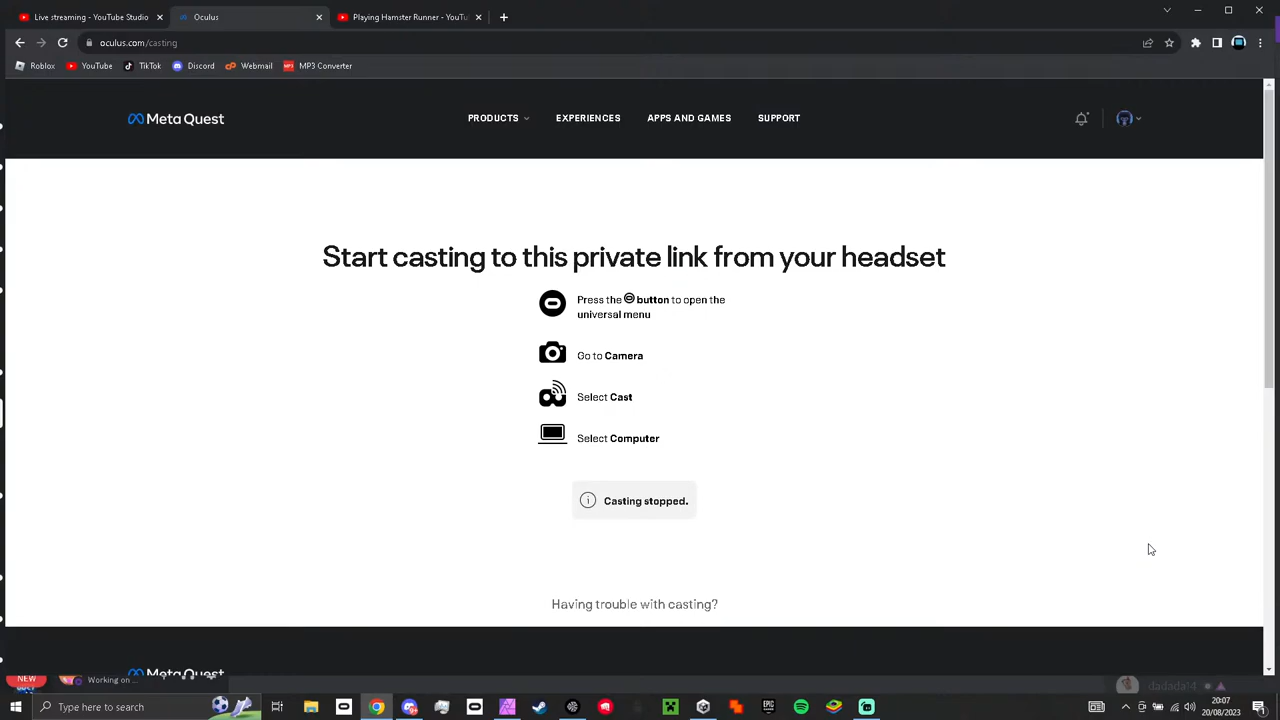 Live streaming - YouTube Studio
Oculus
Playing Hamster Runner - YouTu
oculus.com/casting
Roblox
YouTube
TikTok
Discord
Webmail
MP3 Converter
Meta Quest
PRODUCTS
EXPERIENCES
APPS AND GAMES
SUPPORT
Start casting to this private link from your headset
Press the button to open the
universal menu
Go to Camera
Select Cast
Select Computer
Casting stopped.
Having trouble with casting?
Meta Quest
NEW
Working on ...
dadada14
Type here to search
EPIC
20:07
20/08/2023